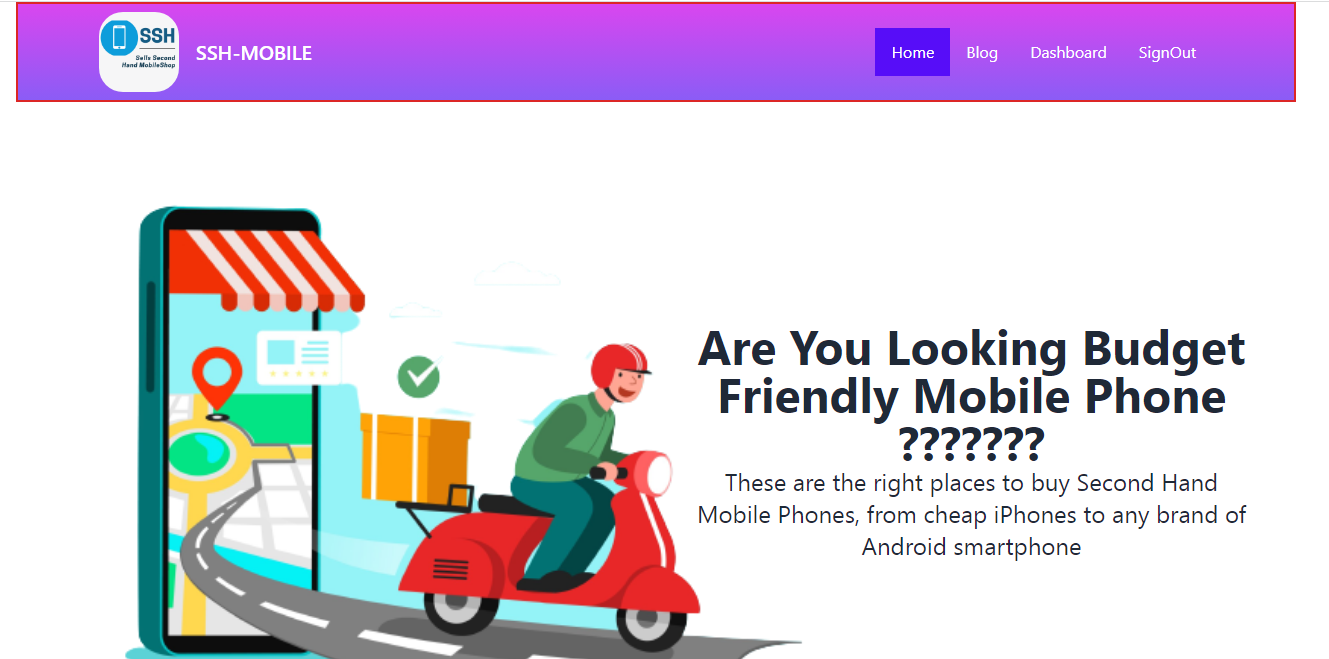 SSH
Sells Second
Hand MobileShop
SSH-MOBILE
Home
Blog
Dashboard
SignOut
Are You Looking Budget
Friendly Mobile Phone
???????
These are the right places to buy Second Hand
Mobile Phones, from cheap iPhones to any brand of
Android smartphone